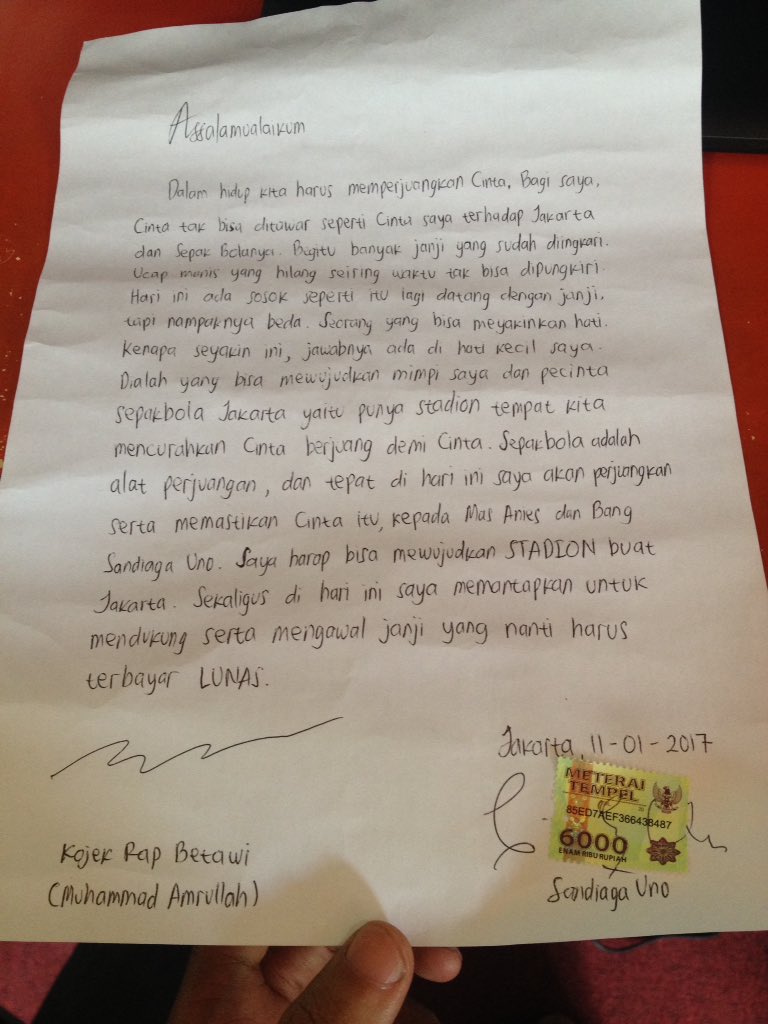 Assalamualaikum
Dalam hidup kita harus memperjuangkan Cinta. Bagi saya,
Cinta tak bisa ditawar seperti Cinta saya terhadap Jakarta
dan Sepak Bolanya. Begitu banyak janji yang sudah diingkari.
Ucap manis yang hilang seiring waktu tak bisa dipungkiri.
Hari ini ada sosok seperti itu lagi datang dengan janji,
tapi nampaknya beda. Seorang yang bisa meyakinkan hati.
Kenapa seyakin ini, jawabnya ada di hati kecil saya.
Dialah yang bisa mewujudkan mimpi saya dan pecinta
sepakbola Jakarta yaitu punya stadion tempat kita
mencurahkan Cinta berjuang demi Cinta. Sepakbola adalah
alat perjuangan, dan tepat di hari ini saya akan perjuangkan
serta memastikan Cinta itu, kepada Mas Anies dan Bang
Sandiaga Uno. Saya harap bisa mewujudkan STADION buat
Jakarta. Sekaligus di hari ini saya memantapkan untuk
mendukung serta mengawal janji yang nanti harus
terbayar LUNAS.
Jakarta, 11-01-2017
METERAI
TEMPEL
85ED7AEF366438487
6000
ENAM RIBU RUPIAH
Kojek Rap Betawi
(Muhammad Amrullah)
Sandiaga Uno